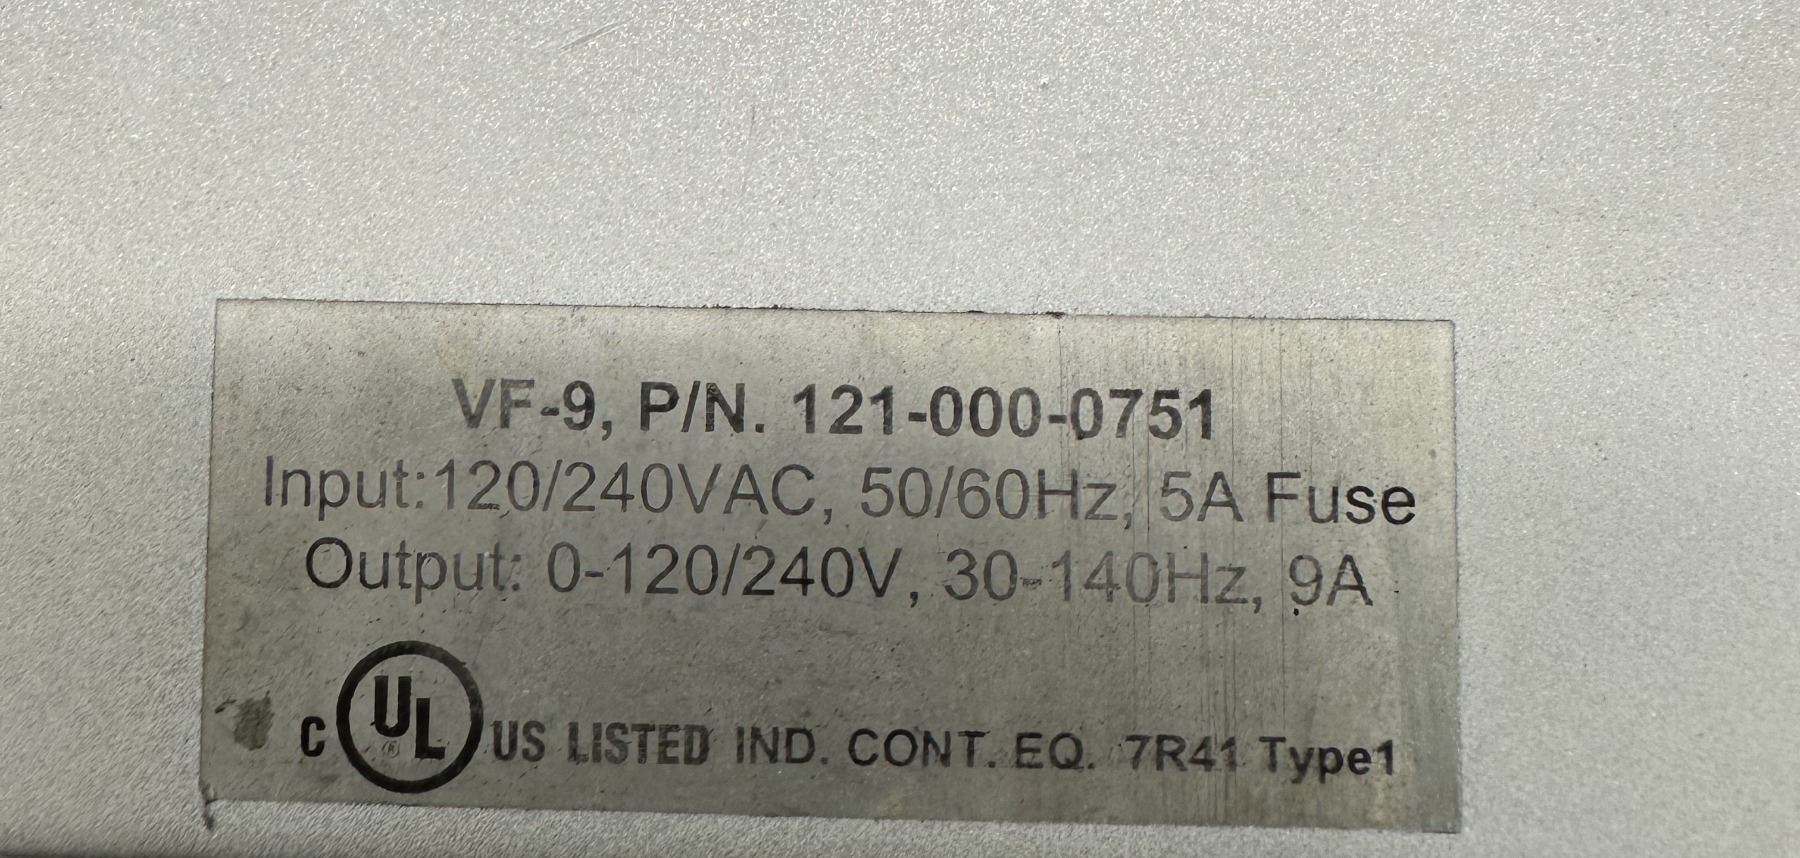 VF-9, P/N. 121-000-0751
Input:120/240VAC, 50/60Hz, 5A Fuse
Output: 0-120/240V, 30-140Hz, 9A
C UL ® US LISTED IND. CONT. EQ. 7R41 Type1